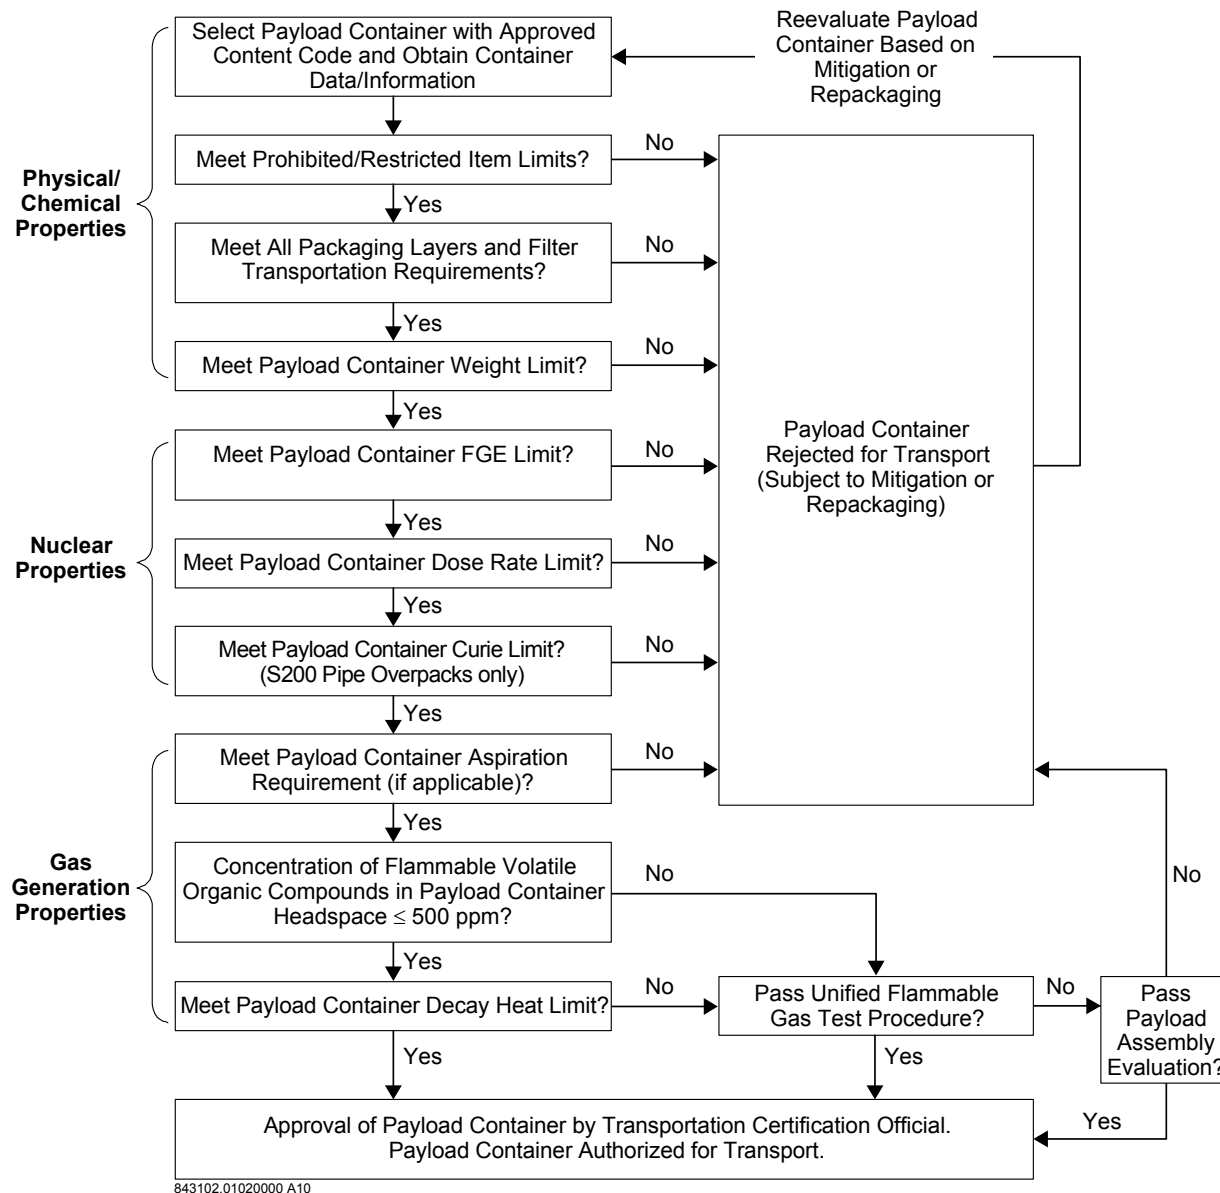 Select Payload Container with Approved
Content Code and Obtain Container
Data/Information
Reevaluate Payload
Container Based on
Mitigation or
Repackaging
Physical/
Chemical
Properties
Meet Prohibited/Restricted Item Limits?
No
Yes
Meet All Packaging Layers and Filter
Transportation Requirements?
No
Yes
Meet Payload Container Weight Limit?
No
Yes
Payload Container
Rejected for Transport
(Subject to Mitigation or
Repackaging)
Nuclear
Properties
Meet Payload Container FGE Limit?
No
Yes
Meet Payload Container Dose Rate Limit?
No
Yes
Meet Payload Container Curie Limit?
(S200 Pipe Overpacks only)
No
Yes
Gas
Generation
Properties
Meet Payload Container Aspiration
Requirement (if applicable)?
No
Yes
Concentration of Flammable Volatile
Organic Compounds in Payload Container
Headspace ≤ 500 ppm?
No
Yes
Meet Payload Container Decay Heat Limit?
No
Yes
Pass Unified Flammable
Gas Test Procedure?
No
Yes
Pass
Payload
Assembly
Evaluation?
No
Yes
Approval of Payload Container by Transportation Certification Official.
Payload Container Authorized for Transport.
843102.01020000 A10